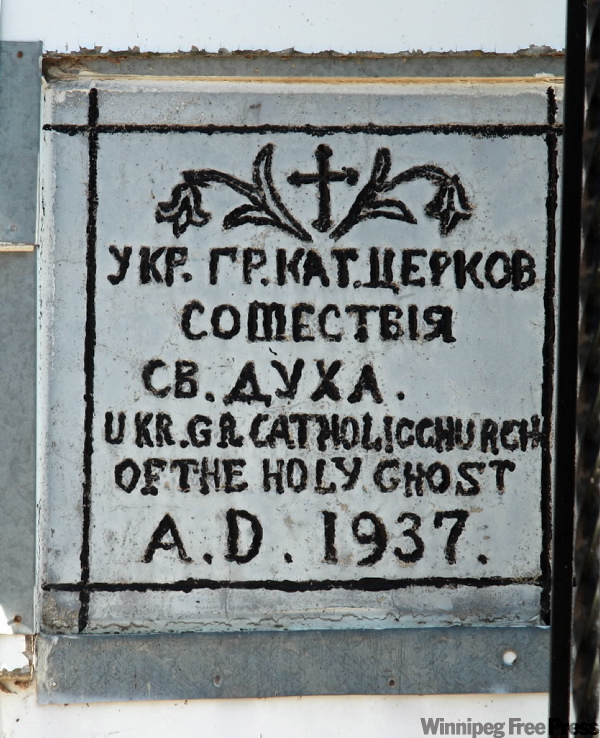 УКР. ГР. КАТ. ЦЕРКОВ
СОШЕСТВІЯ
СВ. ДУХА.
UKR. GR. CATHOLIC CHURCH
OF THE HOLY GHOST
A. D. 1937.
Winnipeg Free Press